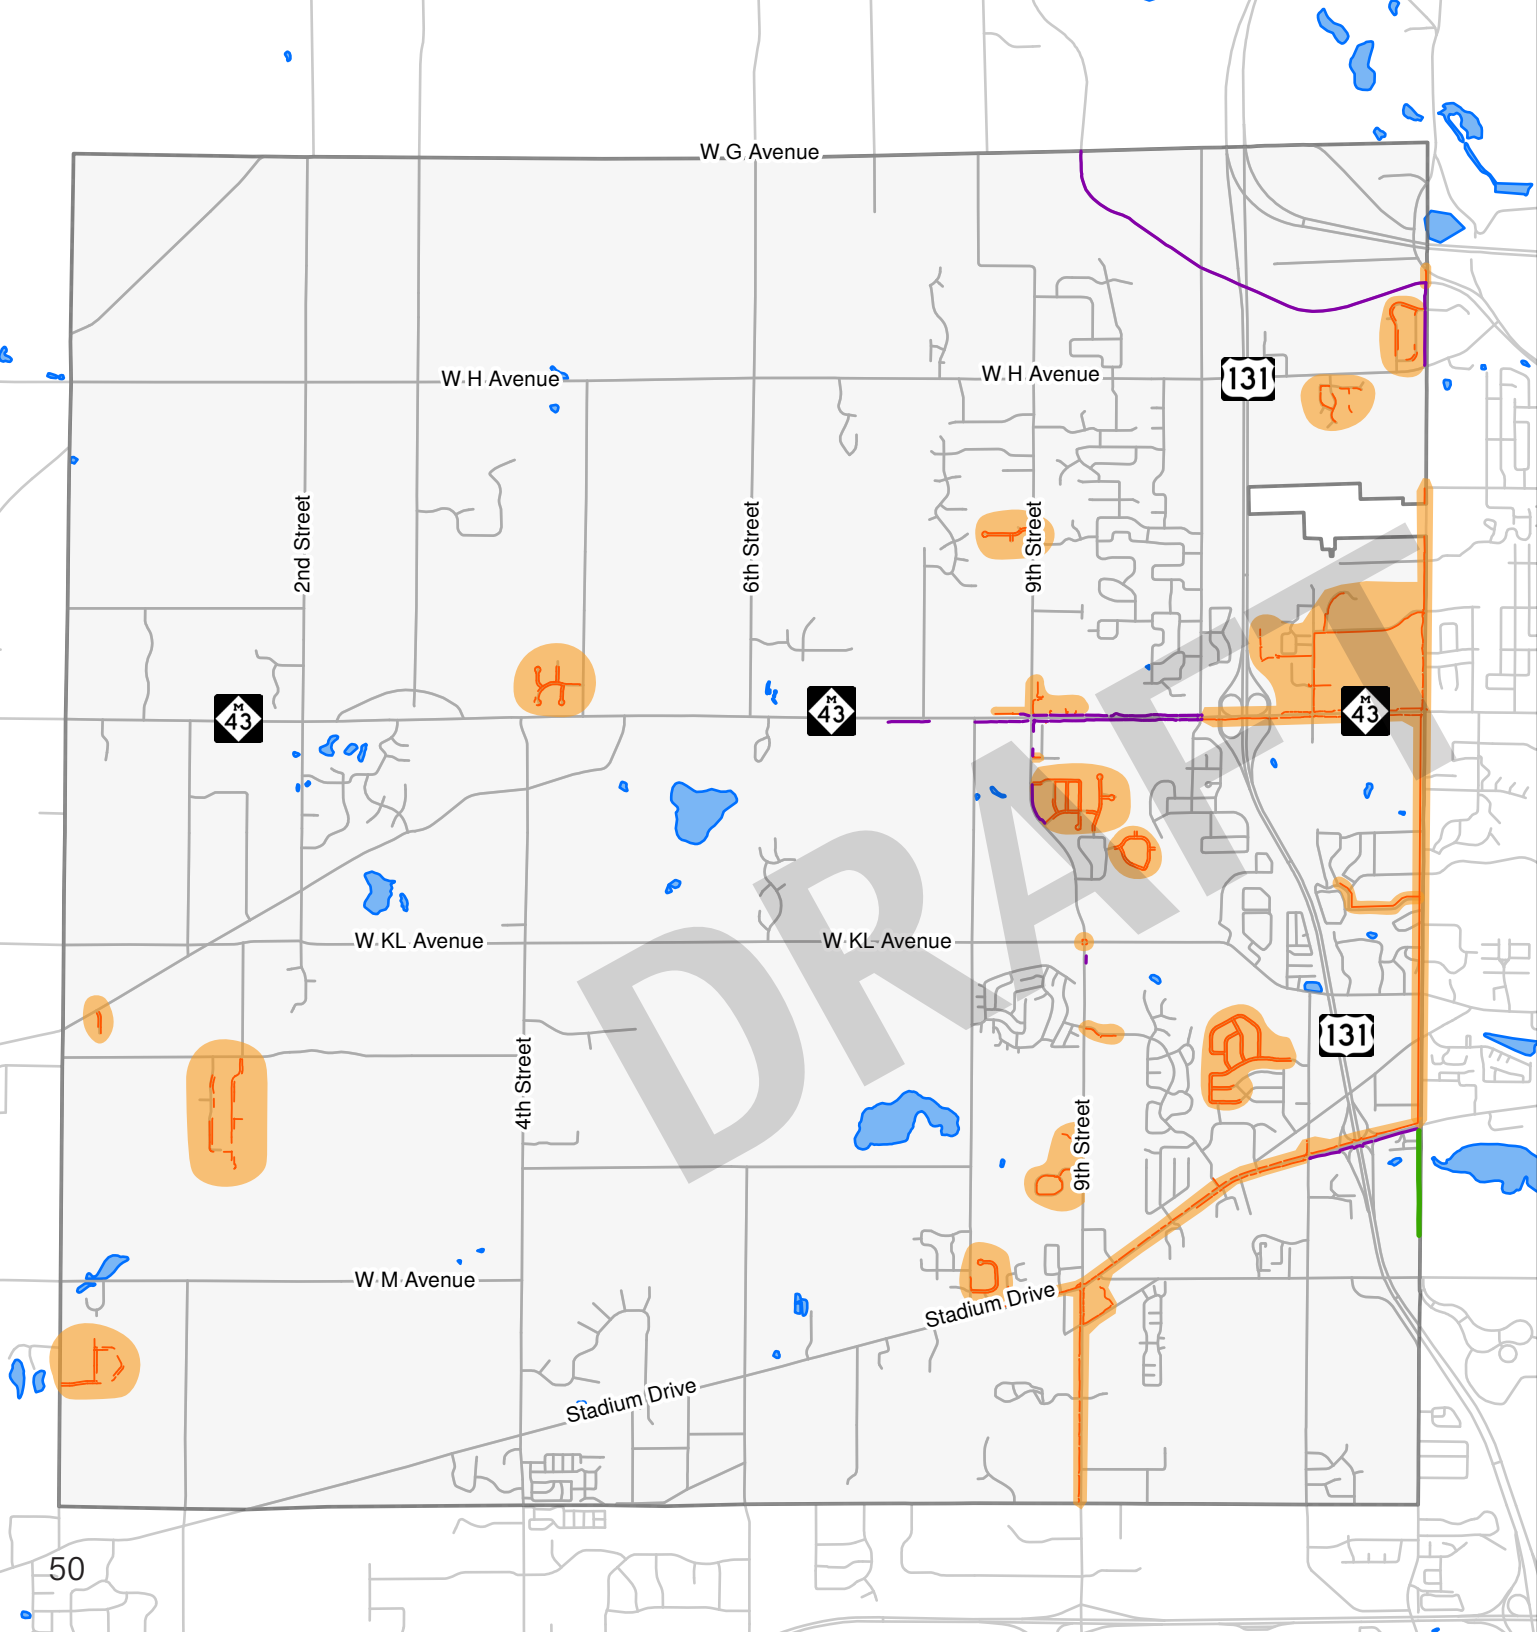 W G Avenue
W H Avenue
W H Avenue
131
2nd Street
6th Street
9th Street
M
43
M
43
M
43
DRAFT
W KL Avenue
W KL Avenue
131
4th Street
9th Street
W M Avenue
Stadium Drive
Stadium Drive
50